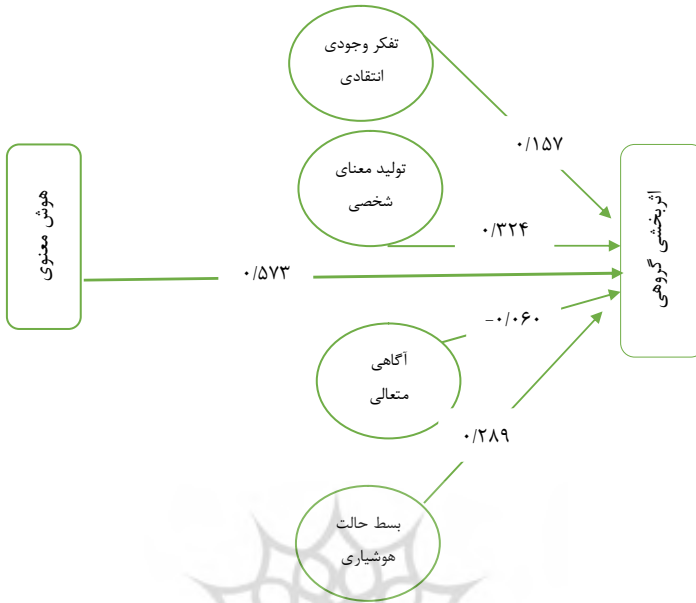 تفکر وجودی
انتقادی
۰/۱۵۷
تولید معنای
شخصی
۰/۳۲۴
اثربخشی گروهی
هوش معنوی
۰/۵۷۳
−۰/۰۶۰
آگاهی
متعالی
۰/۲۸۹
بسط حالت
هوشیاری